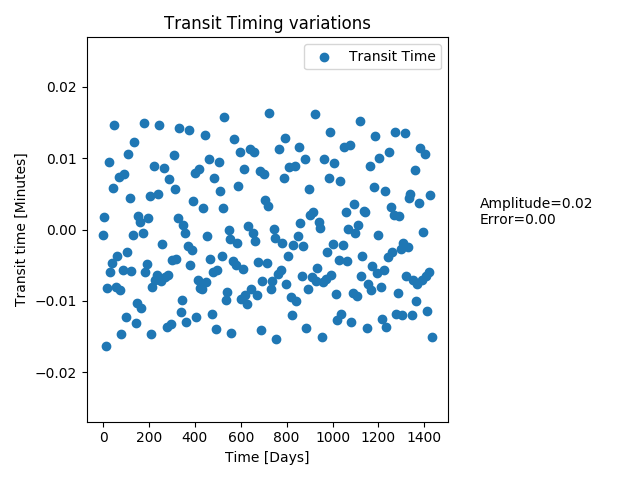 Transit Timing variations
Transit Time
0.02
0.01
0.00
−0.01
−0.02
Transit time [Minutes]
0 200 400 600 800 1000 1200 1400
Time [Days]
Amplitude=0.02
Error=0.00